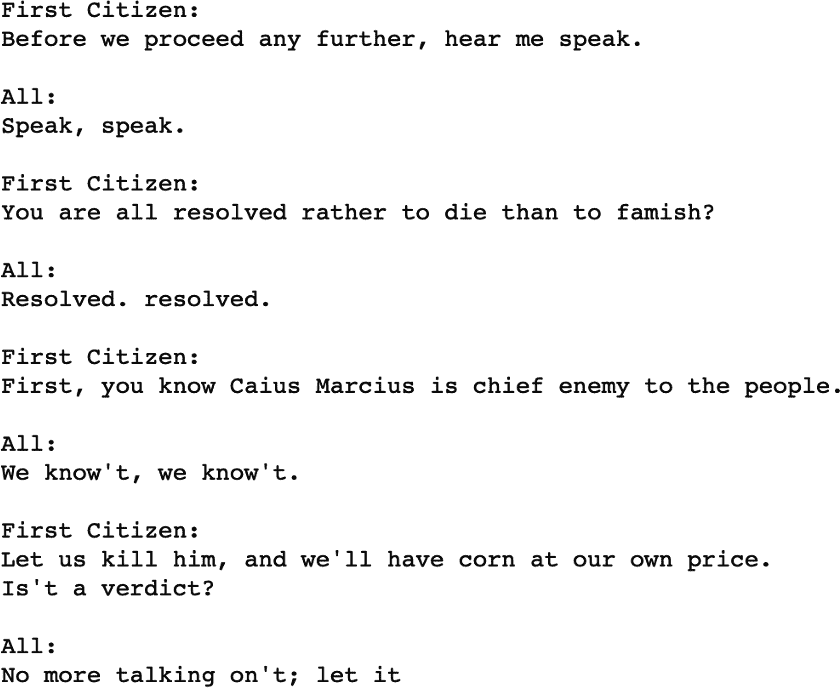 First Citizen:
Before we proceed any further, hear me speak.

All:
Speak, speak.

First Citizen:
You are all resolved rather to die than to famish?

All:
Resolved. resolved.

First Citizen:
First, you know Caius Marcius is chief enemy to the people.

All:
We know't, we know't.

First Citizen:
Let us kill him, and we'll have corn at our own price.
Is't a verdict?

All:
No more talking on't; let it